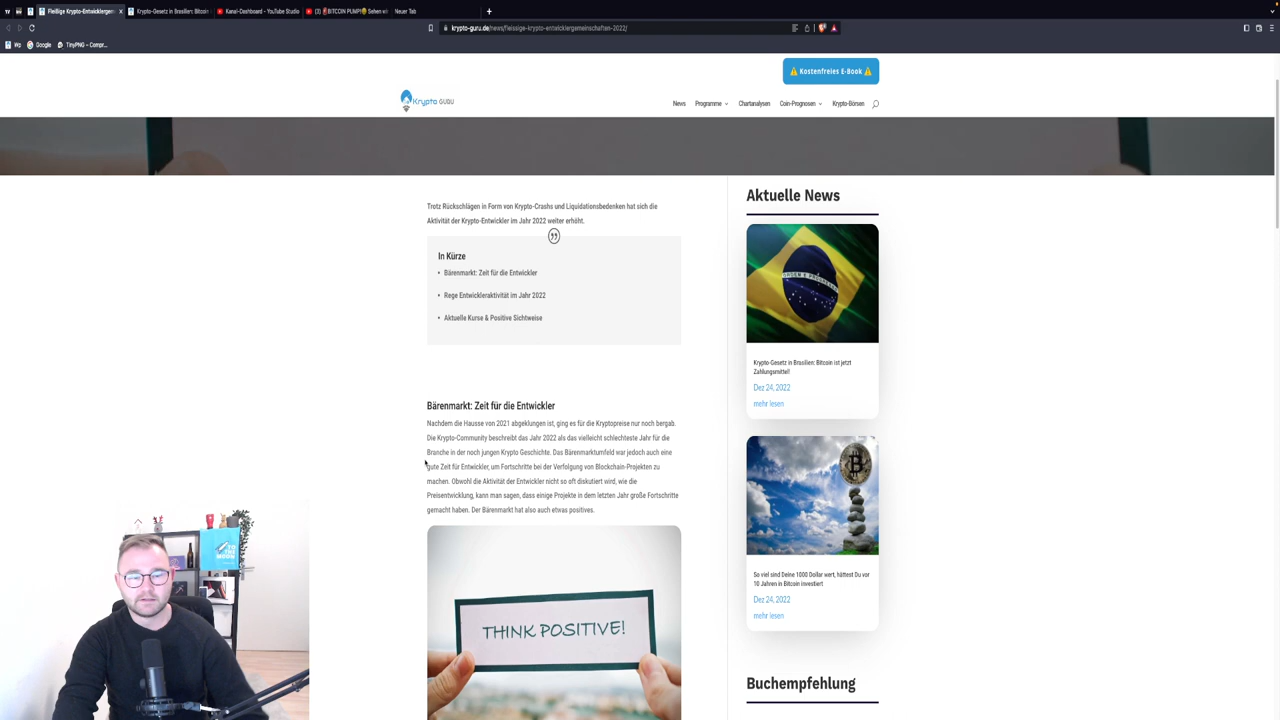 Fleißige Krypto-Entwicklergem
Krypto-Gesetz in Brasilien: Bitcoin
Kanal-Dashboard - YouTube Studio
Neuer Tab
krypto-guru.de/news/fleissige-krypto-entwicklergemeinschaften-2022/
Wp
Google
TinyPNG – Compr...
Kostenfreies E-Book
Krypto GURU
News
Programme
Chartanalysen
Coin-Prognosen
Krypto-Börsen
Trotz Rückschlägen in Form von Krypto-Crashs und Liquidationsbedenken hat sich die
Aktivität der Krypto-Entwickler im Jahr 2022 weiter erhöht.
In Kürze
Bärenmarkt: Zeit für die Entwickler
Rege Entwickleraktivität im Jahr 2022
Aktuelle Kurse & Positive Sichtweise
Bärenmarkt: Zeit für die Entwickler
Nachdem die Hausse von 2021 abgeklungen ist, ging es für die Kryptopreise nur noch bergab.
Die Krypto-Community beschreibt das Jahr 2022 als das vielleicht schlechteste Jahr für die
Branche in der noch jungen Krypto Geschichte. Das Bärenmarktumfeld war jedoch auch eine
gute Zeit für Entwickler, um Fortschritte bei der Verfolgung von Blockchain-Projekten zu
machen. Obwohl die Aktivität der Entwickler nicht so oft diskutiert wird, wie die
Preisentwicklung, kann man sagen, dass einige Projekte in dem letzten Jahr große Fortschritte
gemacht haben. Der Bärenmarkt hat also auch etwas positives.
THINK POSITIVE!
Aktuelle News
Krypto-Gesetz in Brasilien: Bitcoin ist jetzt
Zahlungsmittel!
Dez 24, 2022
mehr lesen
So viel sind Deine 1000 Dollar wert, hättest Du vor
10 Jahren in Bitcoin investiert
Dez 24, 2022
mehr lesen
Buchempfehlung
TO THE MOON